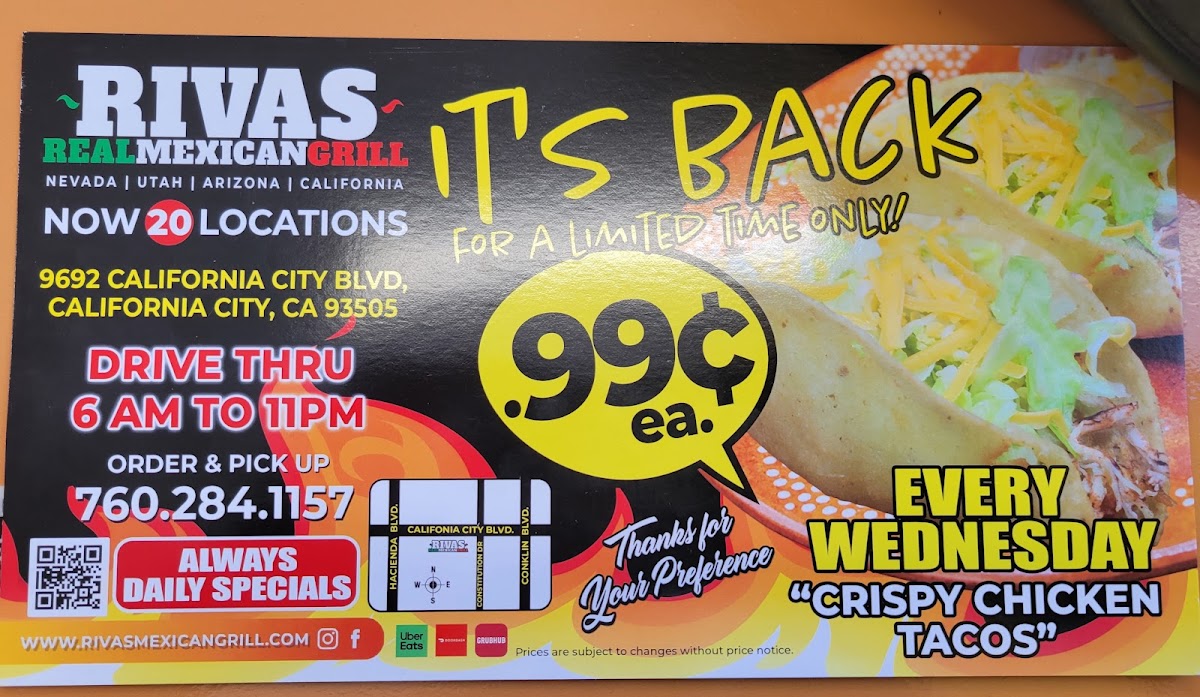 RIVAS
REALMEXICANGRILL
NEVADA | UTAH | ARIZONA | CALIFORNIA
NOW 20 LOCATIONS
9692 CALIFORNIA CITY BLVD,
CALIFORNIA CITY, CA 93505
DRIVE THRU
6 AM TO 11PM
ORDER & PICK UP
760.284.1157
ALWAYS
DAILY SPECIALS
WWW.RIVASMEXICANGRILL.COM
IT'S BACK
FOR A LIMITED TIME ONLY!
.99¢
ea.
HACIENDA BLVD.
CALIFONIA CITY BLVD.
RIVAS
CONSTITUTION DR
CONKLIN BLVD.
N
W E
S
Thanks for
Your Preference
Uber
Eats
DOORDASH
GRUBHUB
Prices are subject to changes without price notice.
EVERY
WEDNESDAY
“CRISPY CHICKEN
TACOS”